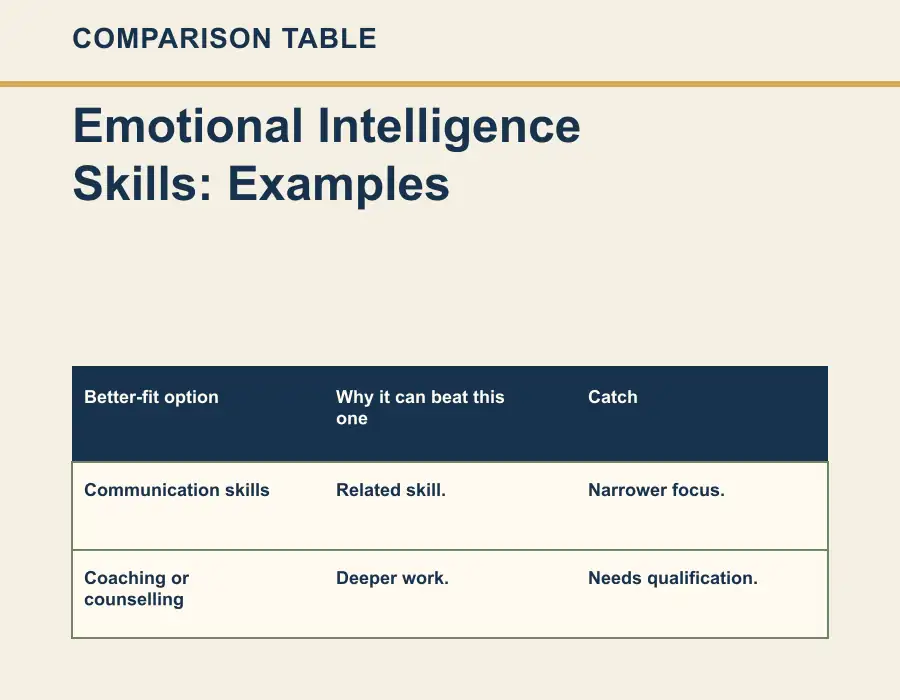 COMPARISON TABLE
Emotional Intelligence
Skills: Examples
Better-fit option
Why it can beat this
one
Catch
Communication skills
Related skill.
Narrower focus.
Coaching or
counselling
Deeper work.
Needs qualification.